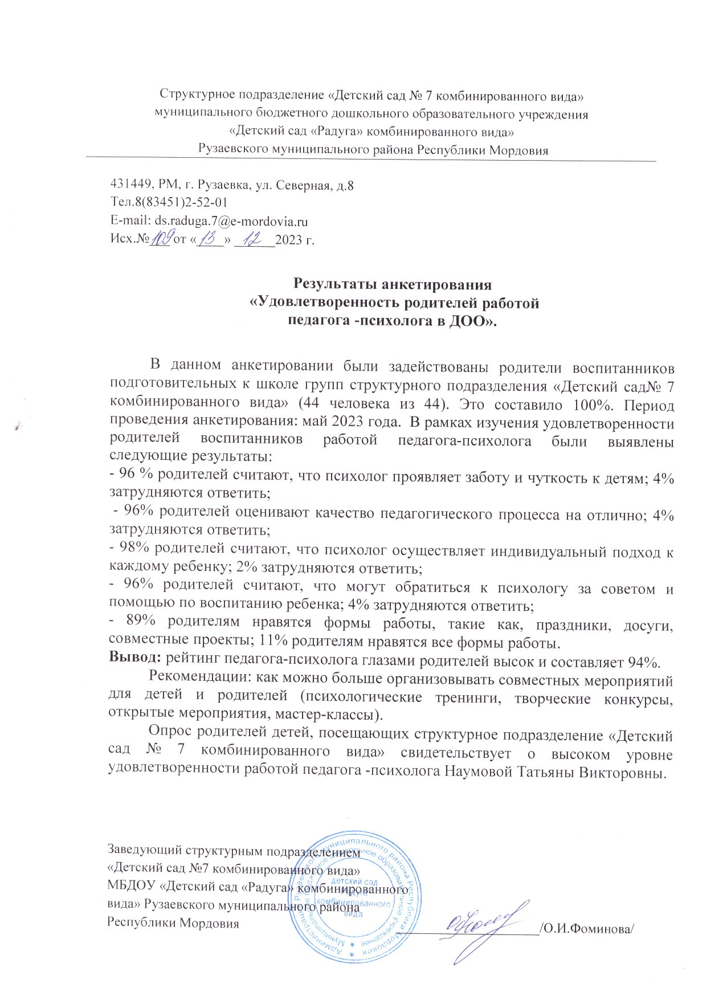 Структурное подразделение «Детский сад № 7 комбинированного вида»
муниципального бюджетного дошкольного образовательного учреждения
«Детский сад «Радуга» комбинированного вида»
Рузаевского муниципального района Республики Мордовия
431449, РМ, г. Рузаевка, ул. Северная, д.8
Тел.8(83451)2-52-01
E-mail: ds.raduga.7@e-mordovia.ru
Исх.№ 109 от « 13 » 12 2023 г.
Результаты анкетирования
«Удовлетворенность родителей работой
педагога -психолога в ДОО».
В данном анкетировании были задействованы родители воспитанников
подготовительных к школе групп структурного подразделения «Детский сад№ 7
комбинированного вида» (44 человека из 44). Это составило 100%. Период
проведения анкетирования: май 2023 года. В рамках изучения удовлетворенности
родителей воспитанников работой педагога-психолога были выявлены
следующие результаты:
- 96 % родителей считают, что психолог проявляет заботу и чуткость к детям; 4%
затрудняются ответить;
- 96% родителей оценивают качество педагогического процесса на отлично; 4%
затрудняются ответить;
- 98% родителей считают, что психолог осуществляет индивидуальный подход к
каждому ребенку; 2% затрудняются ответить;
- 96% родителей считают, что могут обратиться к психологу за советом и
помощью по воспитанию ребенка; 4% затрудняются ответить;
- 89% родителям нравятся формы работы, такие как, праздники, досуги,
совместные проекты; 11% родителям нравятся все формы работы.
Вывод: рейтинг педагога-психолога глазами родителей высок и составляет 94%.
Рекомендации: как можно больше организовывать совместных мероприятий
для детей и родителей (психологические тренинги, творческие конкурсы,
открытые мероприятия, мастер-классы).
Опрос родителей детей, посещающих структурное подразделение «Детский
сад № 7 комбинированного вида» свидетельствует о высоком уровне
удовлетворенности работой педагога -психолога Наумовой Татьяны Викторовны.
Заведующий структурным подразделением
«Детский сад №7 комбинированного вида»
МБДОУ «Детский сад «Радуга» комбинированного
вида» Рузаевского муниципального района
Республики Мордовия /О.И.Фоминова/
Администрация Рузаевского муниципального района Республики Мордовия
Муниципальное бюджетное дошкольное образовательное учреждение
детский сад
Радуга
комбинированного
вида